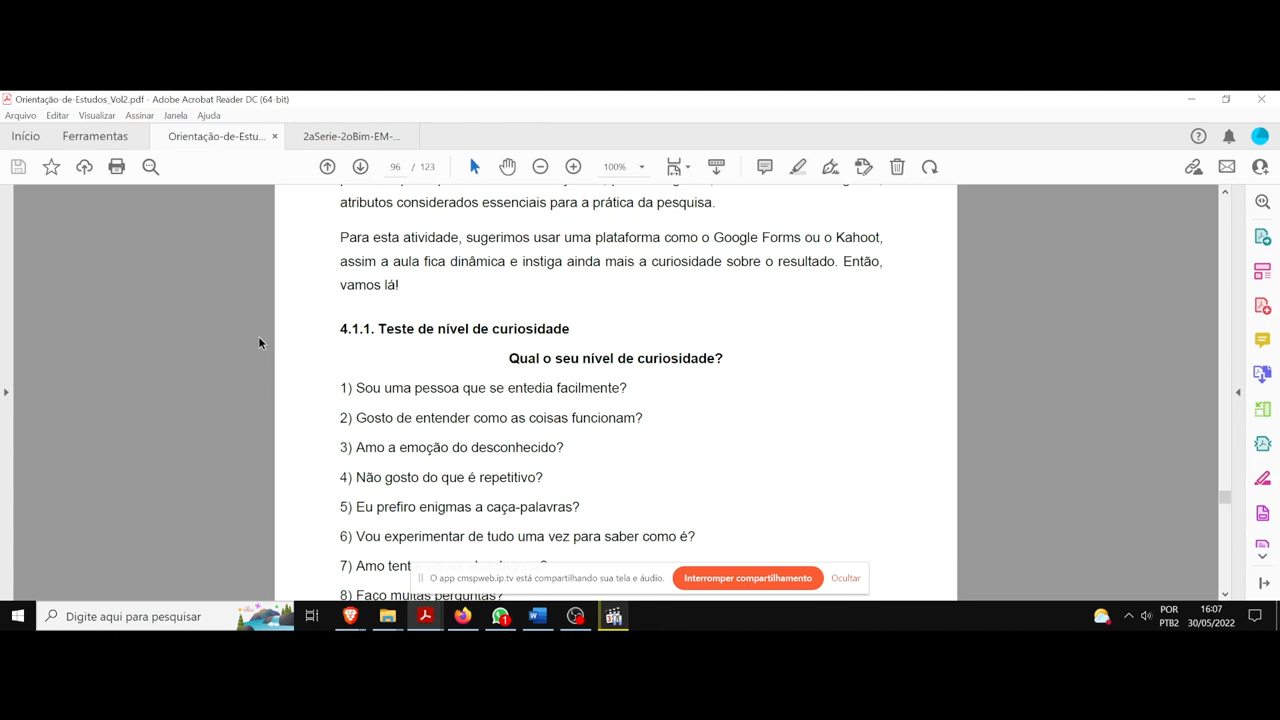 Orientação-de-Estudos_Vol2.pdf - Adobe Acrobat Reader DC (64-bit)
Arquivo Editar Visualizar Assinar Janela Ajuda
Início Ferramentas Orientação-de-Estu... × 2aSerie-2oBim-EM-...
96 / 123 100%
atributos considerados essenciais para a prática da pesquisa.
Para esta atividade, sugerimos usar uma plataforma como o Google Forms ou o Kahoot,
assim a aula fica dinâmica e instiga ainda mais a curiosidade sobre o resultado. Então,
vamos lá!
4.1.1. Teste de nível de curiosidade
Qual o seu nível de curiosidade?
1) Sou uma pessoa que se entedia facilmente?
2) Gosto de entender como as coisas funcionam?
3) Amo a emoção do desconhecido?
4) Não gosto do que é repetitivo?
5) Eu prefiro enigmas a caça-palavras?
6) Vou experimentar de tudo uma vez para saber como é?
7) Amo
O app cmspweb.ip.tv está compartilhando sua tela e áudio. Interromper compartilhamento Ocultar
8) Faço muitas perguntas?
Digite aqui para pesquisar
1
POR 16:07
PTB2 30/05/2022